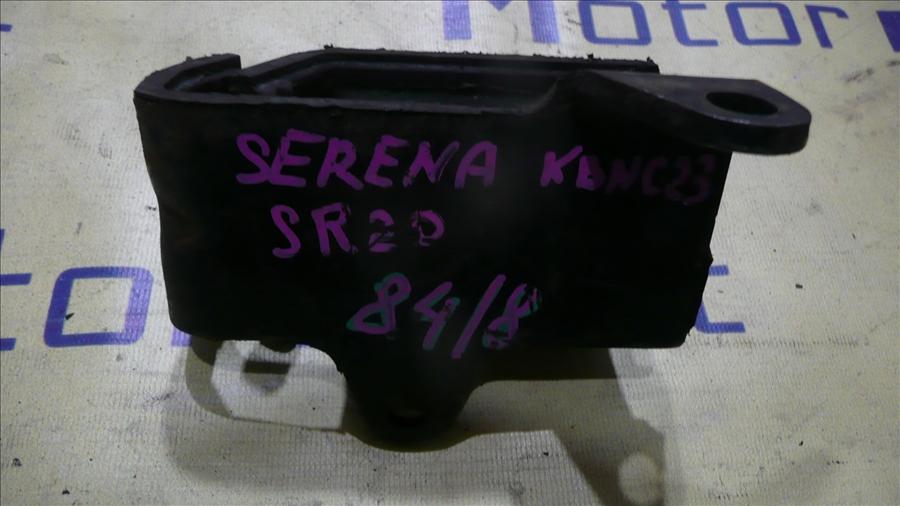 Motor
SERENA KBNC23
SR20
84/8